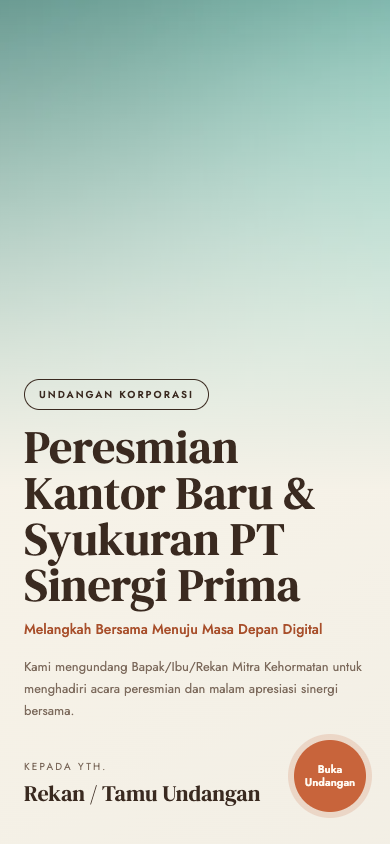 UNDANGAN KORPORASI
Peresmian
Kantor Baru &
Syukuran PT
Sinergi Prima
Melangkah Bersama Menuju Masa Depan Digital
Kami mengundang Bapak/Ibu/Rekan Mitra Kehormatan untuk
menghadiri acara peresmian dan malam apresiasi sinergi
bersama.
KEPADA YTH.
Rekan / Tamu Undangan
Buka
Undangan